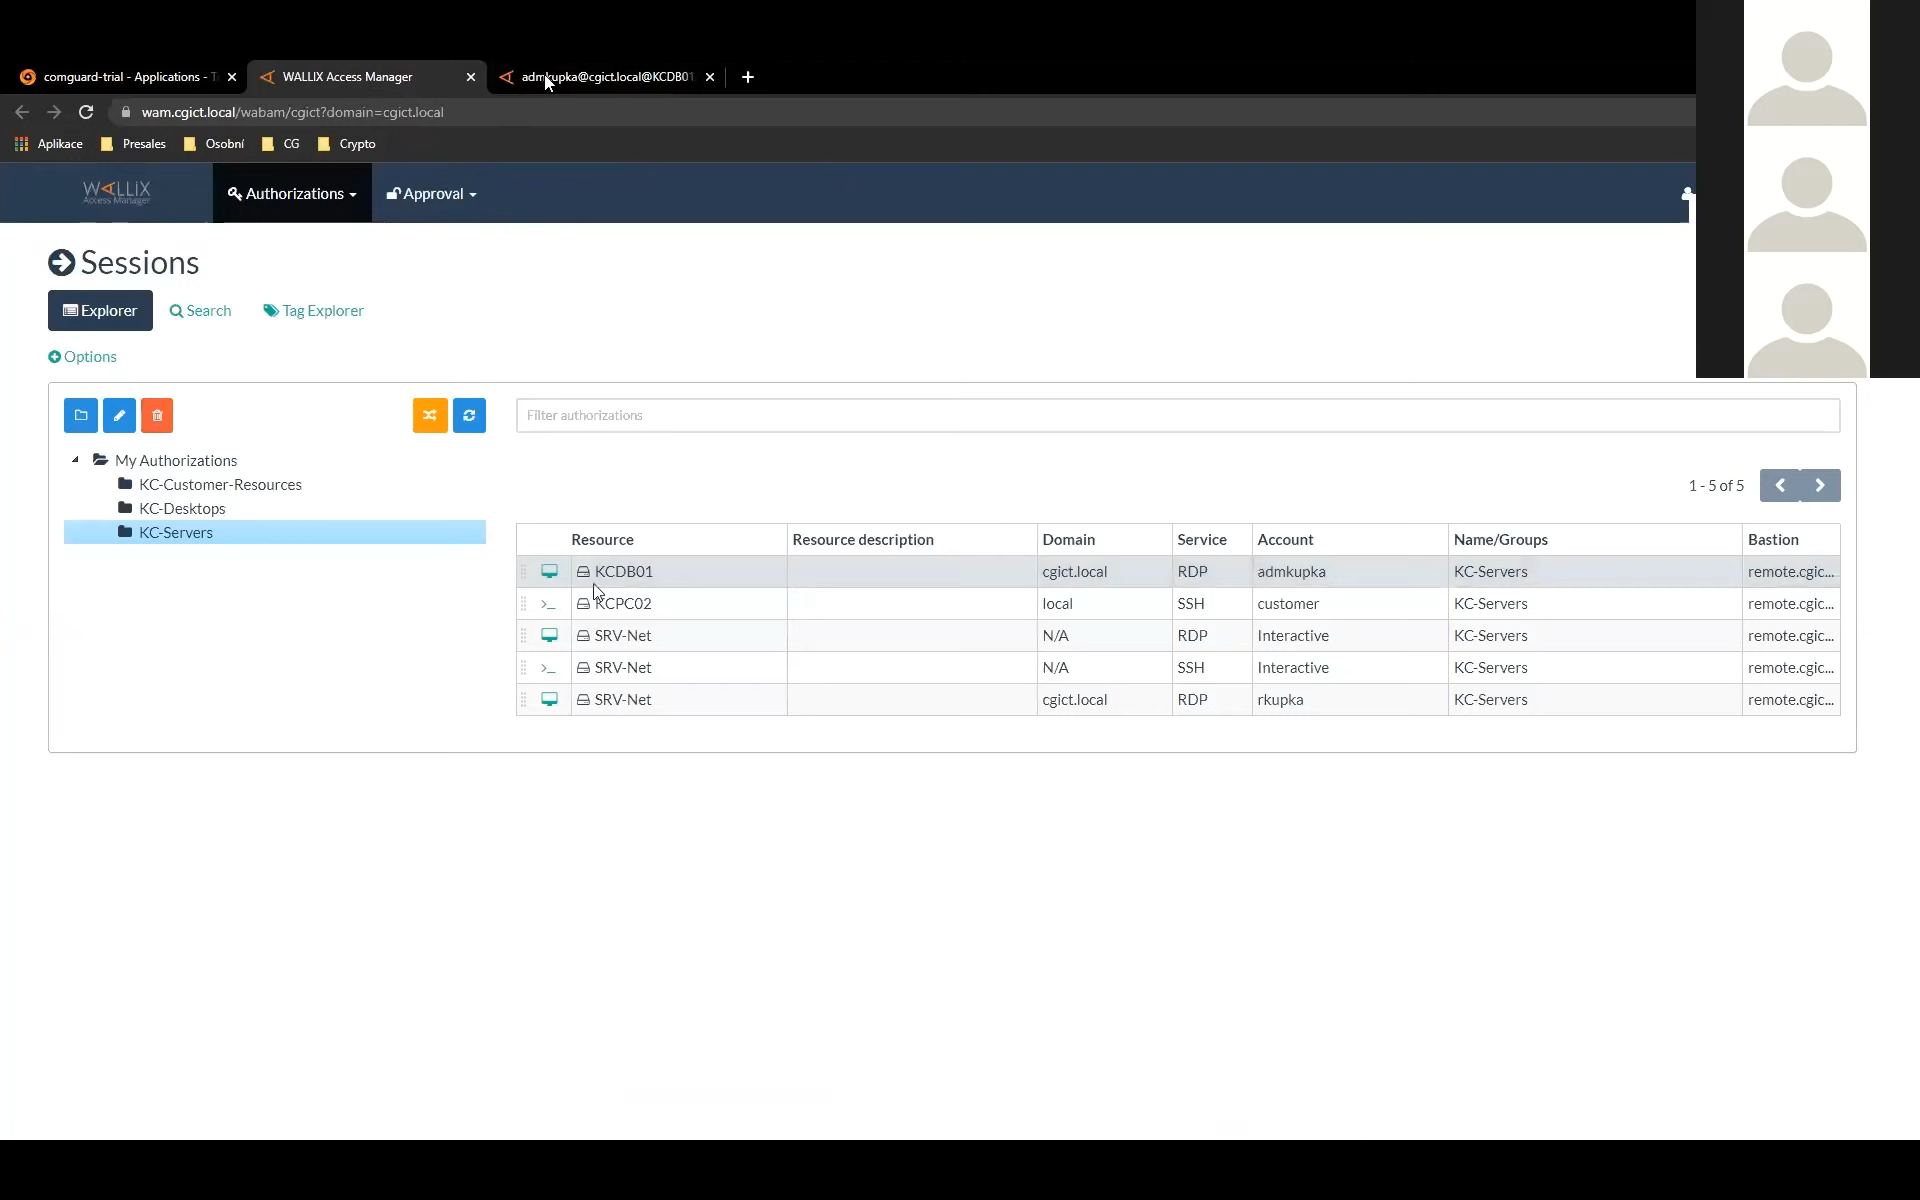 comguard-trial - Applications - T
WALLIX Access Manager
admkupka@cgict.local@KCDB01
wam.cgict.local/wabam/cgict?domain=cgict.local
Aplikace Presales Osobní CG Crypto
WALLIX
Access Manager
Authorizations
Approval
Sessions
Explorer Search Tag Explorer
Options
Filter authorizations
My Authorizations
KC-Customer-Resources
KC-Desktops
KC-Servers
1 - 5 of 5
Resource Resource description Domain Service Account Name/Groups Bastion
KCDB01 cgict.local RDP admkupka KC-Servers remote.cgic...
KCPC02 local SSH customer KC-Servers remote.cgic...
SRV-Net N/A RDP Interactive KC-Servers remote.cgic...
SRV-Net N/A SSH Interactive KC-Servers remote.cgic...
SRV-Net cgict.local RDP rkupka KC-Servers remote.cgic...